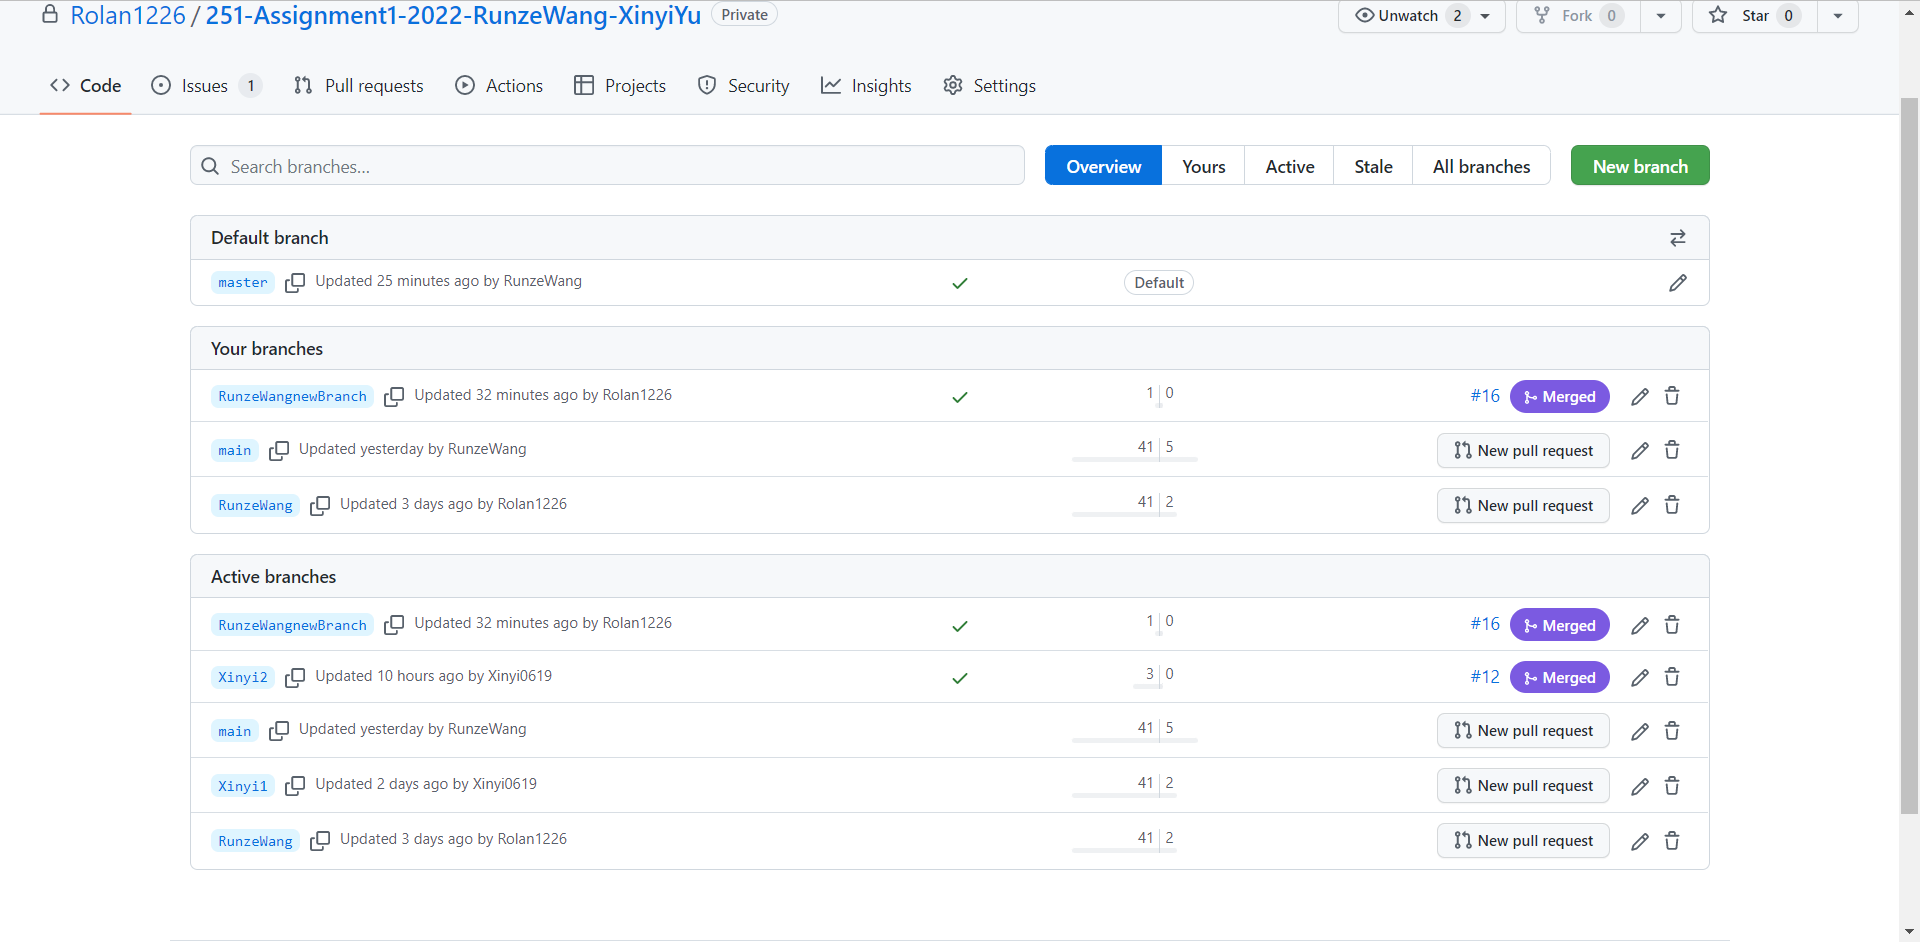 Rolan1226 / 251-Assignment1-2022-RunzeWang-XinyiYu Private Unwatch 2 Fork 0 Star 0
Code Issues 1 Pull requests Actions Projects Security Insights Settings
Search branches... Overview Yours Active Stale All branches New branch
Default branch
master Updated 25 minutes ago by RunzeWang Default
Your branches
RunzeWangnewBranch Updated 32 minutes ago by Rolan1226 1 0 #16 Merged
main Updated yesterday by RunzeWang 41 5 New pull request
RunzeWang Updated 3 days ago by Rolan1226 41 2 New pull request
Active branches
RunzeWangnewBranch Updated 32 minutes ago by Rolan1226 1 0 #16 Merged
Xinyi2 Updated 10 hours ago by Xinyi0619 3 0 #12 Merged
main Updated yesterday by RunzeWang 41 5 New pull request
Xinyi1 Updated 2 days ago by Xinyi0619 41 2 New pull request
RunzeWang Updated 3 days ago by Rolan1226 41 2 New pull request